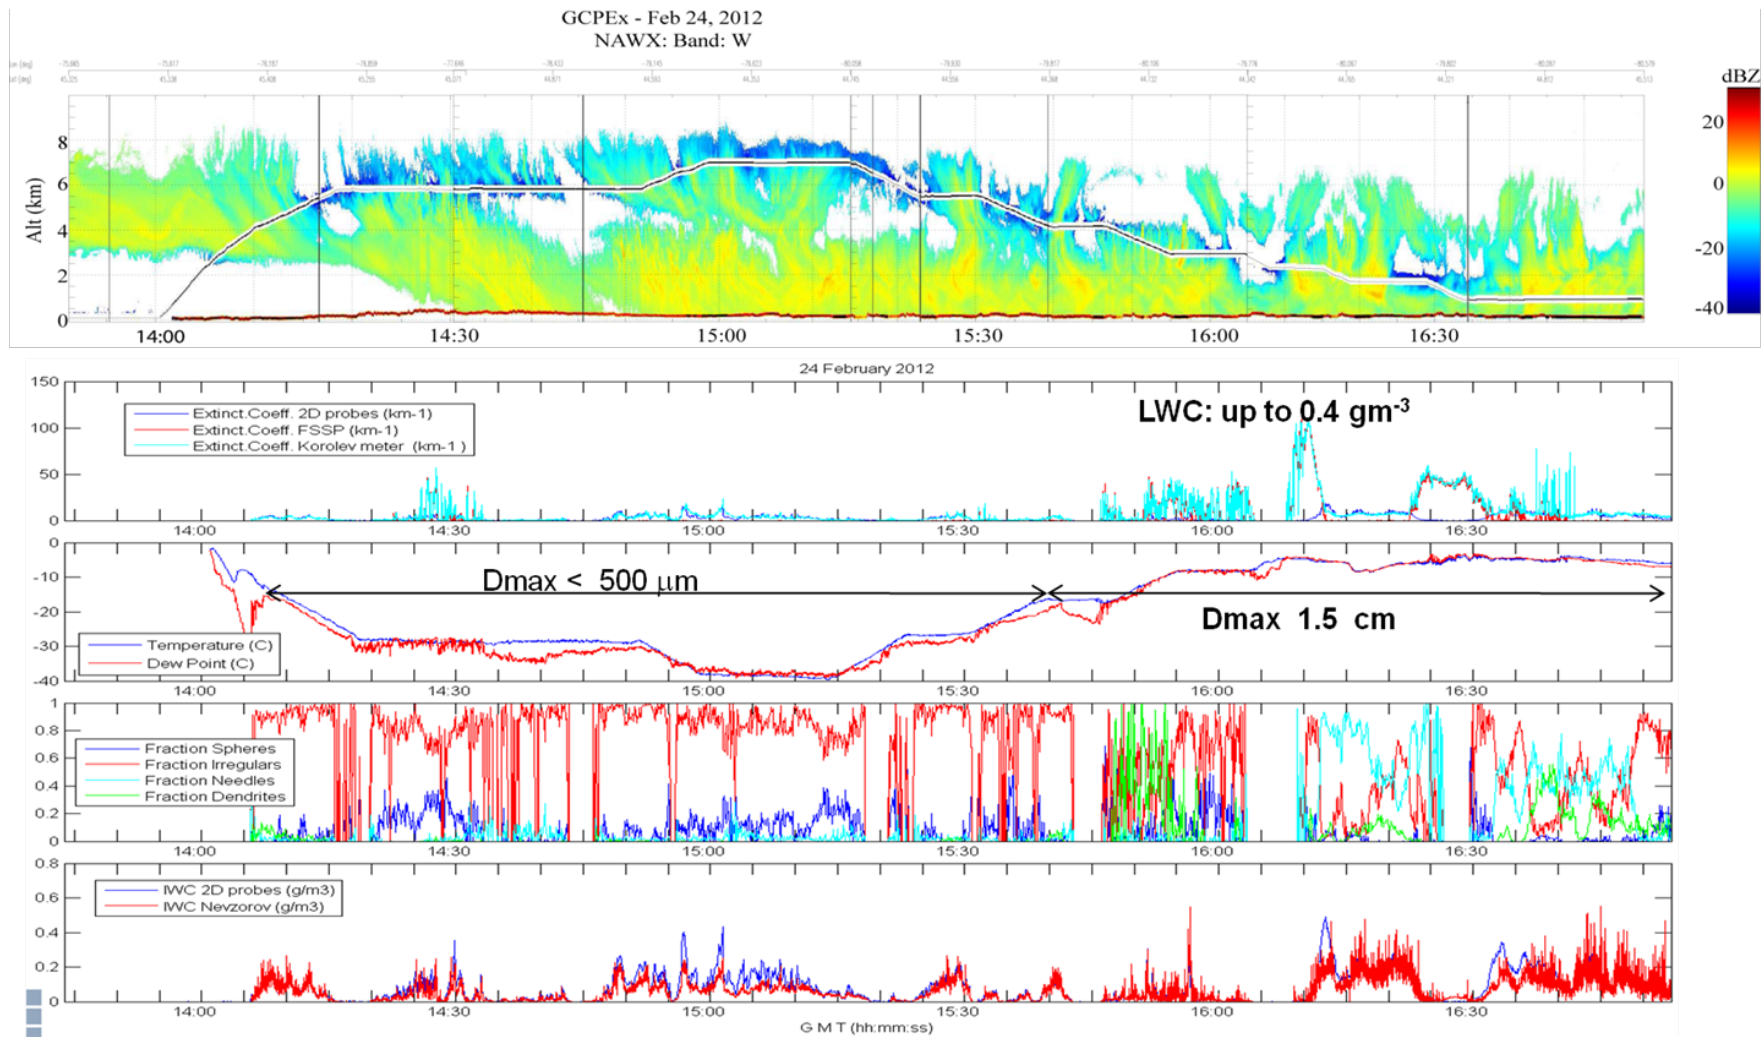 GCPEx - Feb 24, 2012
NAWX: Band: W
dBZ
20
0
-20
-40
Alt (km)
8
6
4
2
0
14:00 14:30 15:00 15:30 16:00 16:30
24 February 2012
150
100
50
0
Extinct.Coeff. 2D probes (km-1)
Extinct.Coeff. FSSP (km-1)
Extinct.Coeff. Korolev meter (km-1 )
LWC: up to 0.4 gm-3
14:00 14:30 15:00 15:30 16:00 16:30
0
-10
-20
-30
-40
Dmax < 500 μm
Dmax 1.5 cm
Temperature (C)
Dew Point (C)
14:00 14:30 15:00 15:30 16:00 16:30
1
0.8
0.6
0.4
0.2
0
Fraction Spheres
Fraction Irregulars
Fraction Needles
Fraction Dendrites
14:00 14:30 15:00 15:30 16:00 16:30
0.8
0.6
0.4
0.2
0
IWC 2D probes (g/m3)
IWC Nevzorov (g/m3)
14:00 14:30 15:00 15:30 16:00 16:30
G M T (hh:mm:ss)